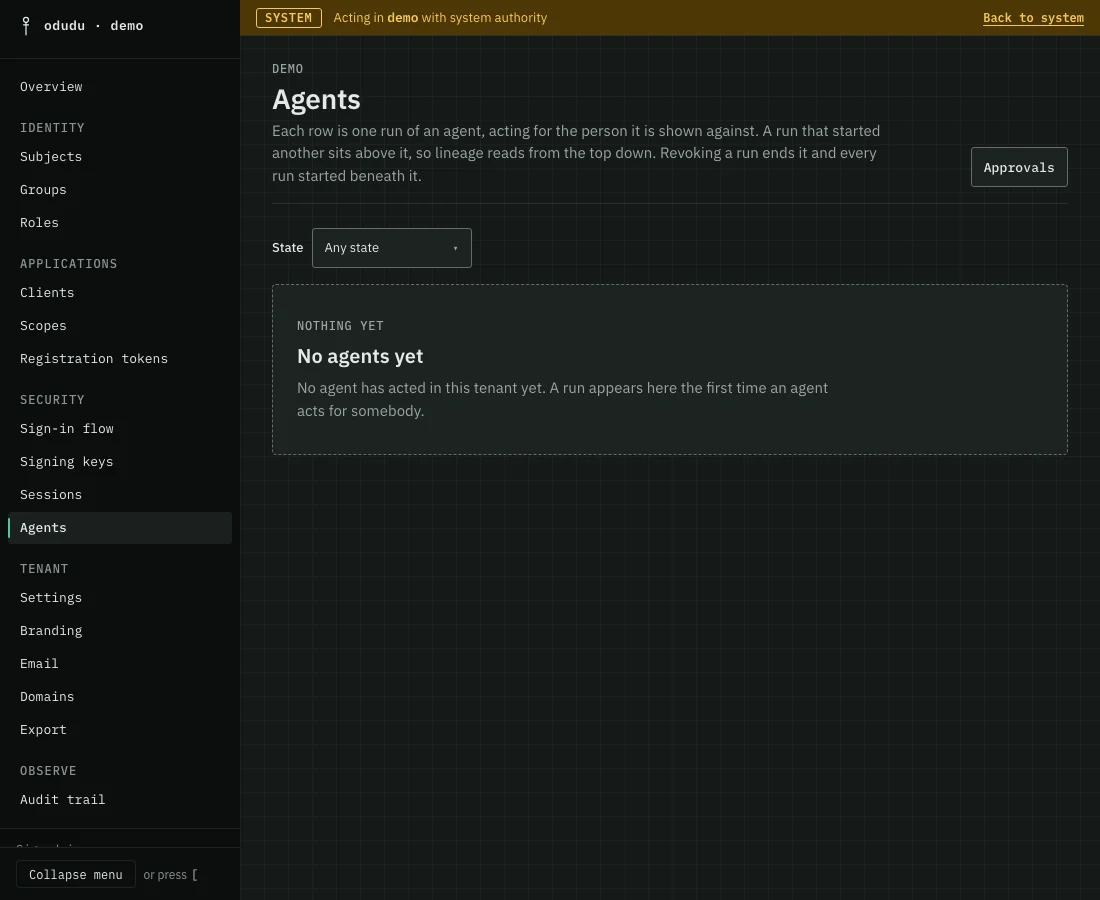 odudu · demo
SYSTEM Acting in demo with system authority Back to system
Overview
IDENTITY
Subjects
Groups
Roles
APPLICATIONS
Clients
Scopes
Registration tokens
SECURITY
Sign-in flow
Signing keys
Sessions
Agents
TENANT
Settings
Branding
Email
Domains
Export
OBSERVE
Audit trail
Collapse menu or press [
DEMO
Agents
Each row is one run of an agent, acting for the person it is shown against. A run that started
another sits above it, so lineage reads from the top down. Revoking a run ends it and every
run started beneath it.
Approvals
State Any state
NOTHING YET
No agents yet
No agent has acted in this tenant yet. A run appears here the first time an agent
acts for somebody.